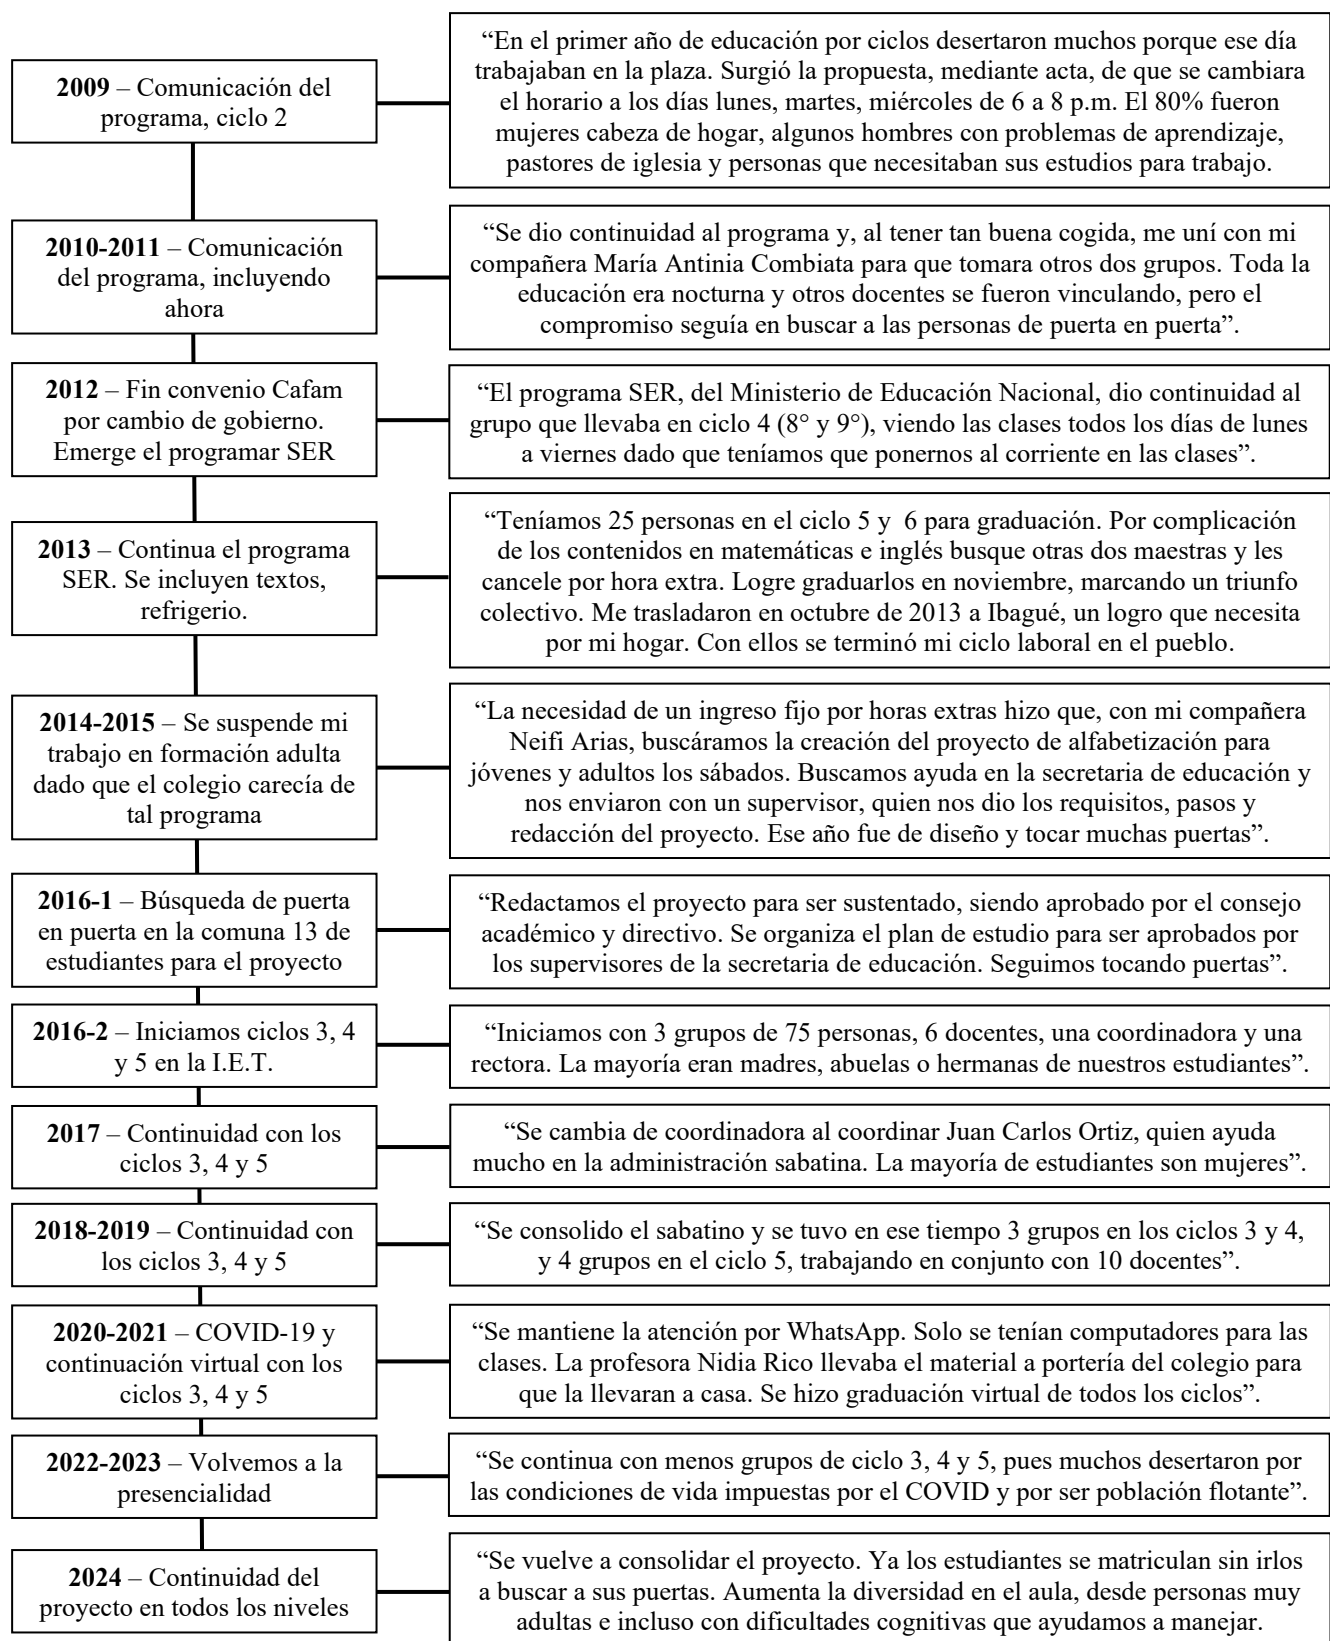 2009 – Comunicación del
programa, ciclo 2
“En el primer año de educación por ciclos desertaron muchos porque ese día
trabajaban en la plaza. Surgió la propuesta, mediante acta, de que se cambiara
el horario a los días lunes, martes, miércoles de 6 a 8 p.m. El 80% fueron
mujeres cabeza de hogar, algunos hombres con problemas de aprendizaje,
pastores de iglesia y personas que necesitaban sus estudios para trabajo.
2010-2011 – Comunicación
del programa, incluyendo
ahora
“Se dio continuidad al programa y, al tener tan buena cogida, me uní con mi
compañera María Antinia Combiata para que tomara otros dos grupos. Toda la
educación era nocturna y otros docentes se fueron vinculando, pero el
compromiso seguía en buscar a las personas de puerta en puerta”.
2012 – Fin convenio Cafam
por cambio de gobierno.
Emerge el programar SER
“El programa SER, del Ministerio de Educación Nacional, dio continuidad al
grupo que llevaba en ciclo 4 (8° y 9°), viendo las clases todos los días de lunes
a viernes dado que teníamos que ponernos al corriente en las clases”.
2013 – Continua el programa
SER. Se incluyen textos,
refrigerio.
“Teníamos 25 personas en el ciclo 5 y 6 para graduación. Por complicación
de los contenidos en matemáticas e inglés busque otras dos maestras y les
cancele por hora extra. Logre graduarlos en noviembre, marcando un triunfo
colectivo. Me trasladaron en octubre de 2013 a Ibagué, un logro que necesita
por mi hogar. Con ellos se terminó mi ciclo laboral en el pueblo.
2014-2015 – Se suspende mi
trabajo en formación adulta
dado que el colegio carecía de
tal programa
“La necesidad de un ingreso fijo por horas extras hizo que, con mi compañera
Neifi Arias, buscáramos la creación del proyecto de alfabetización para
jóvenes y adultos los sábados. Buscamos ayuda en la secretaria de educación y
nos enviaron con un supervisor, quien nos dio los requisitos, pasos y
redacción del proyecto. Ese año fue de diseño y tocar muchas puertas”.
2016-1 – Búsqueda de puerta
en puerta en la comuna 13 de
estudiantes para el proyecto
“Redactamos el proyecto para ser sustentado, siendo aprobado por el consejo
académico y directivo. Se organiza el plan de estudio para ser aprobados por
los supervisores de la secretaria de educación. Seguimos tocando puertas”.
2016-2 – Iniciamos ciclos 3, 4
y 5 en la I.E.T.
“Iniciamos con 3 grupos de 75 personas, 6 docentes, una coordinadora y una
rectora. La mayoría eran madres, abuelas o hermanas de nuestros estudiantes”.
2017 – Continuidad con los
ciclos 3, 4 y 5
“Se cambia de coordinadora al coordinar Juan Carlos Ortiz, quien ayuda
mucho en la administración sabatina. La mayoría de estudiantes son mujeres”.
2018-2019 – Continuidad con
los ciclos 3, 4 y 5
“Se consolido el sabatino y se tuvo en ese tiempo 3 grupos en los ciclos 3 y 4,
y 4 grupos en el ciclo 5, trabajando en conjunto con 10 docentes”.
2020-2021 – COVID-19 y
continuación virtual con los
ciclos 3, 4 y 5
“Se mantiene la atención por WhatsApp. Solo se tenían computadores para las
clases. La profesora Nidia Rico llevaba el material a portería del colegio para
que la llevaran a casa. Se hizo graduación virtual de todos los ciclos”.
2022-2023 – Volvemos a la
presencialidad
“Se continua con menos grupos de ciclo 3, 4 y 5, pues muchos desertaron por
las condiciones de vida impuestas por el COVID y por ser población flotante”.
2024 – Continuidad del
proyecto en todos los niveles
“Se vuelve a consolidar el proyecto. Ya los estudiantes se matriculan sin irlos
a buscar a sus puertas. Aumenta la diversidad en el aula, desde personas muy
adultas e incluso con dificultades cognitivas que ayudamos a manejar.